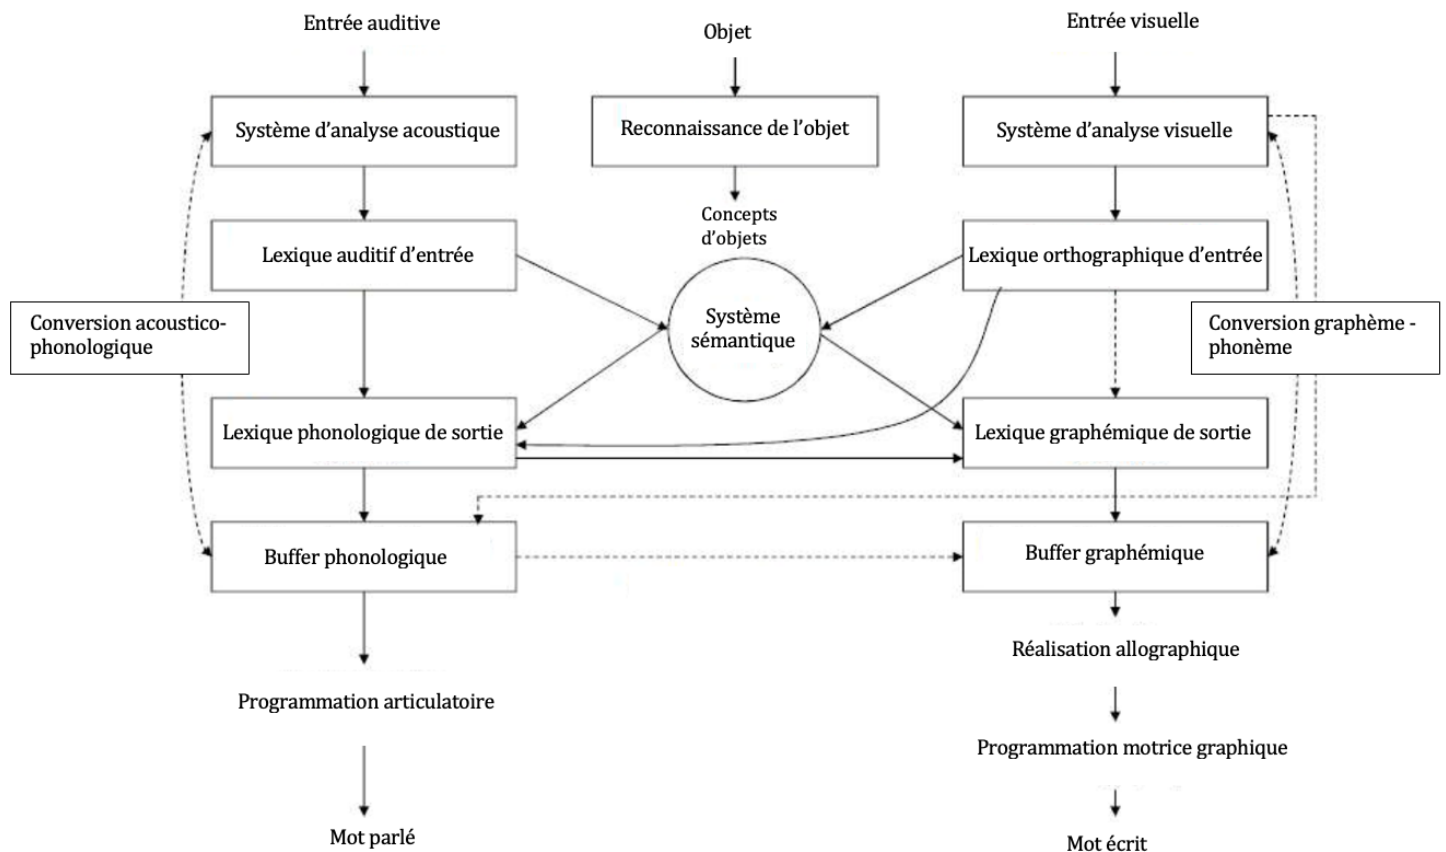 Entrée auditive
Objet
Entrée visuelle
Système d'analyse acoustique
Reconnaissance de l'objet
Système d'analyse visuelle
Concepts
d'objets
Lexique auditif d'entrée
Lexique orthographique d'entrée
Conversion acoustico-
phonologique
Système
sémantique
Conversion graphème -
phonème
Lexique phonologique de sortie
Lexique graphémique de sortie
Buffer phonologique
Buffer graphémique
Réalisation allographique
Programmation articulatoire
Programmation motrice graphique
Mot parlé
Mot écrit